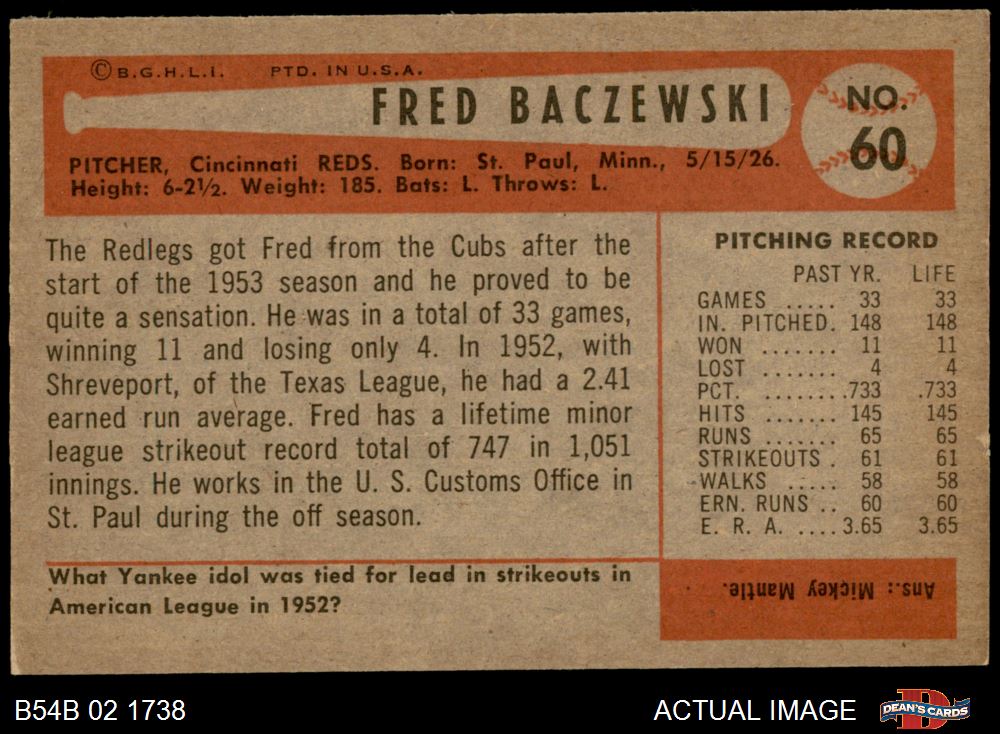 ©B.G.H.L.I. PTD. IN U.S.A.
FRED BACZEWSKI
NO.
60
PITCHER, Cincinnati REDS. Born: St. Paul, Minn., 5/15/26.
Height: 6-2½. Weight: 185. Bats: L. Throws: L.
The Redlegs got Fred from the Cubs after the
start of the 1953 season and he proved to be
quite a sensation. He was in a total of 33 games,
winning 11 and losing only 4. In 1952, with
Shreveport, of the Texas League, he had a 2.41
earned run average. Fred has a lifetime minor
league strikeout record total of 747 in 1,051
innings. He works in the U. S. Customs Office in
St. Paul during the off season.
PITCHING RECORD
PAST YR. LIFE
GAMES ..... 33 33
IN. PITCHED. 148 148
WON ....... 11 11
LOST ....... 4 4
PCT. ........733 .733
HITS ....... 145 145
RUNS ....... 65 65
STRIKEOUTS . 61 61
WALKS ..... 58 58
ERN. RUNS .. 60 60
E. R. A. ....3.65 3.65
What Yankee idol was tied for lead in strikeouts in
American League in 1952?
Ans.: Mickey Mantle.
B54B 02 1738
ACTUAL IMAGE
D
DEAN'S CARDS